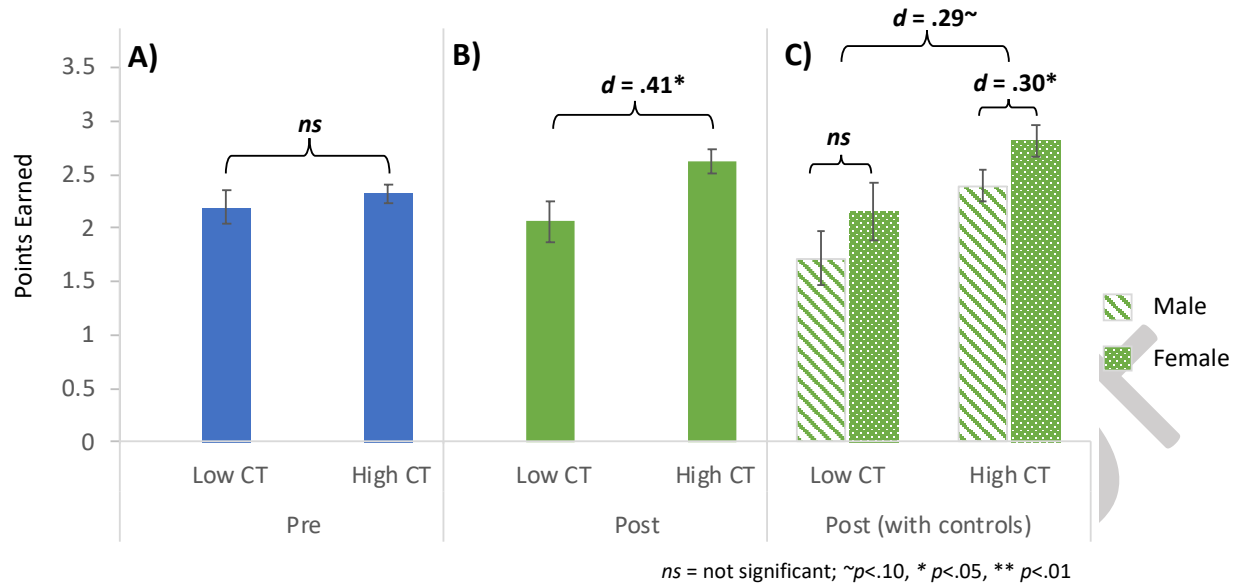 d = .29~
A)
B)
C)
3.5
d = .41*
d = .30*
3
ns
ns
2.5
2
1.5
1
0.5
0
Points Earned
Male
Female
Low CT
High CT
Low CT
High CT
Low CT
High CT
Pre
Post
Post (with controls)
ns = not significant; ~p<.10, * p<.05, ** p<.01